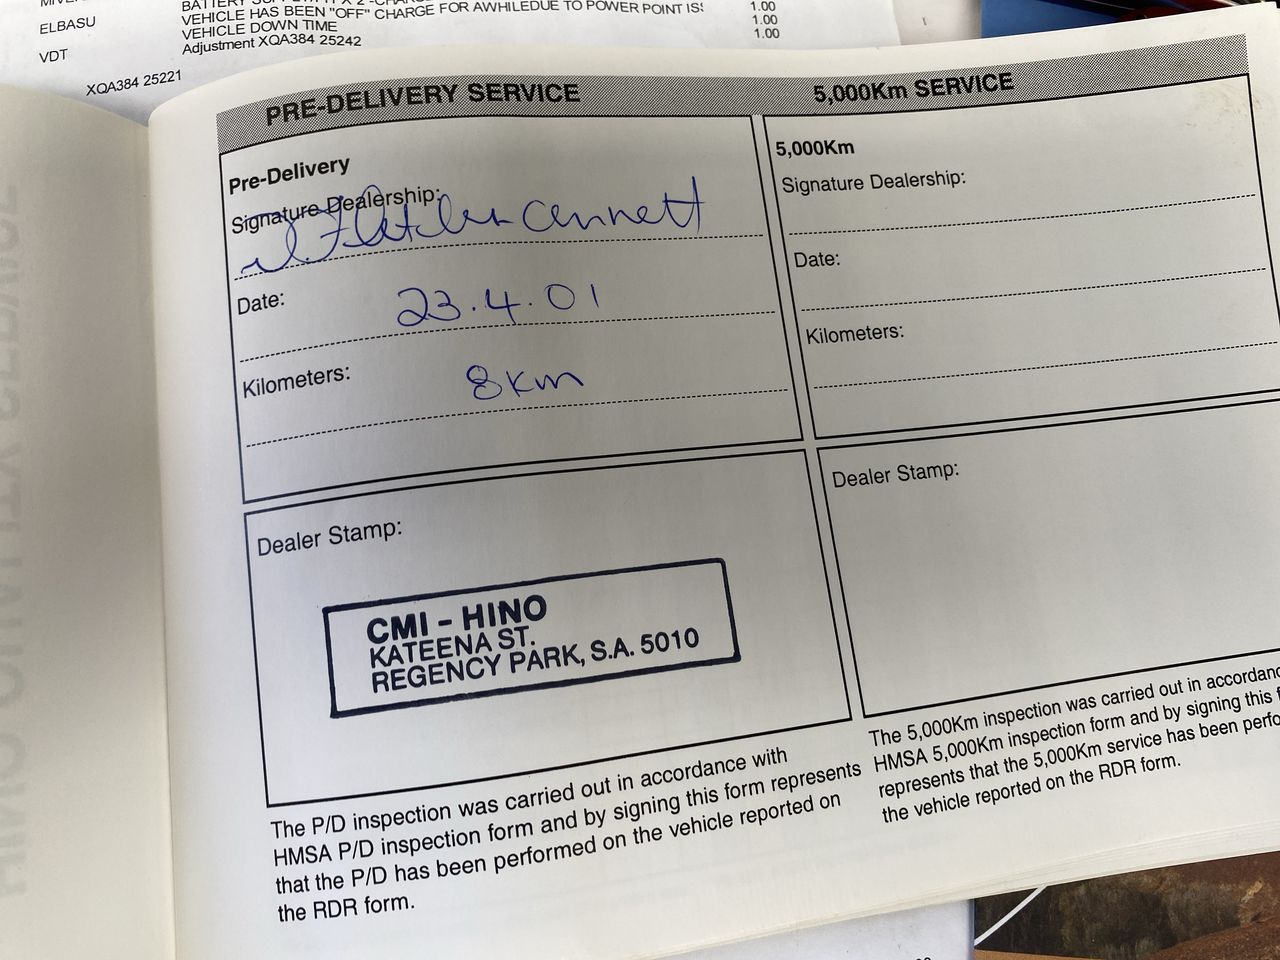 ELBASU
VEHICLE HAS BEEN "OFF" CHARGE FOR AWHILEDUE TO POWER POINT IS
1.00
1.00
1.00
VDT
VEHICLE DOWN TIME
Adjustment XQA384 25242
XQA384 25221
PRE-DELIVERY SERVICE
Pre-Delivery
Signature Dealership:
Date: 23.4.01
Kilometers: 8km
Dealer Stamp:
CMI - HINO
KATEENA ST.
REGENCY PARK, S.A. 5010
The P/D inspection was carried out in accordance with
HMSA P/D inspection form and by signing this form represents
that the P/D has been performed on the vehicle reported on
the RDR form.
5,000Km SERVICE
5,000Km
Signature Dealership:
Date:
Kilometers:
Dealer Stamp:
The 5,000Km inspection was carried out in accordanc
HMSA 5,000Km inspection form and by signing this f
represents that the 5,000Km service has been perfo
the vehicle reported on the RDR form.